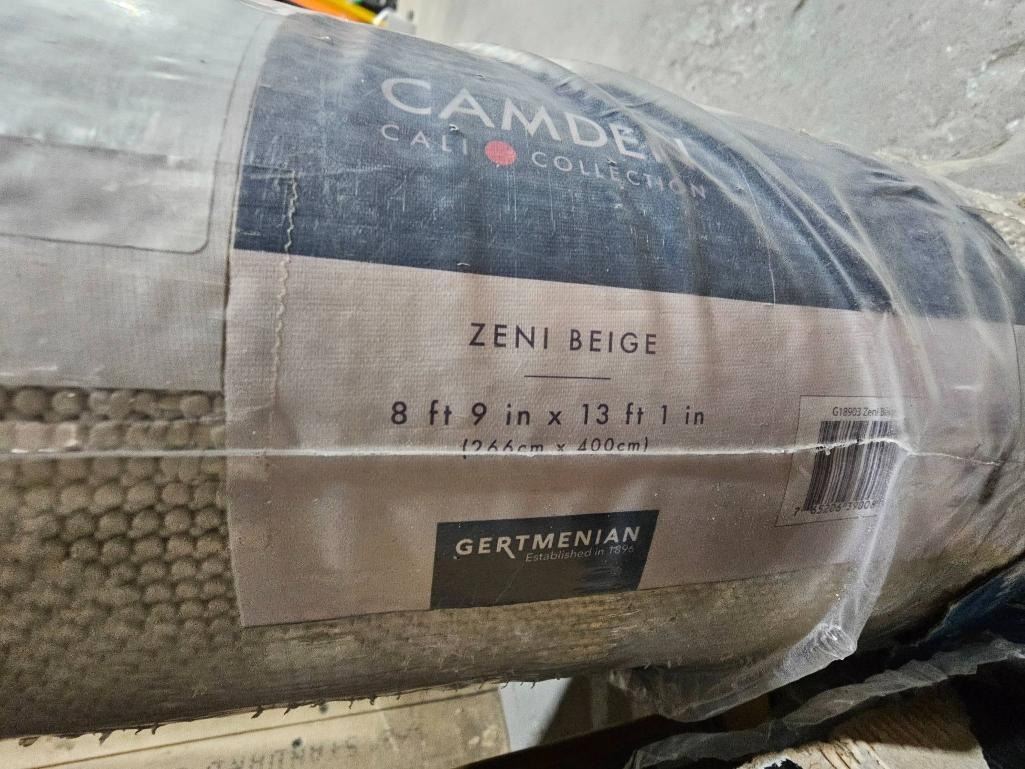 CAMDEN
CALI COLLECTION
ZENI BEIGE
8 ft 9 in x 13 ft 1 in
(266cm x 400cm)
G18903 Zeni
GERTMENIAN
Established in 1896